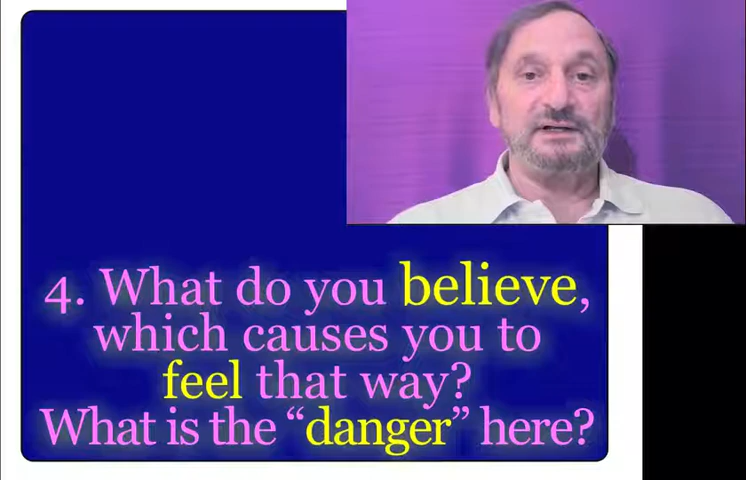 4. What do you believe,
which causes you to
feel that way?
What is the “danger” here?